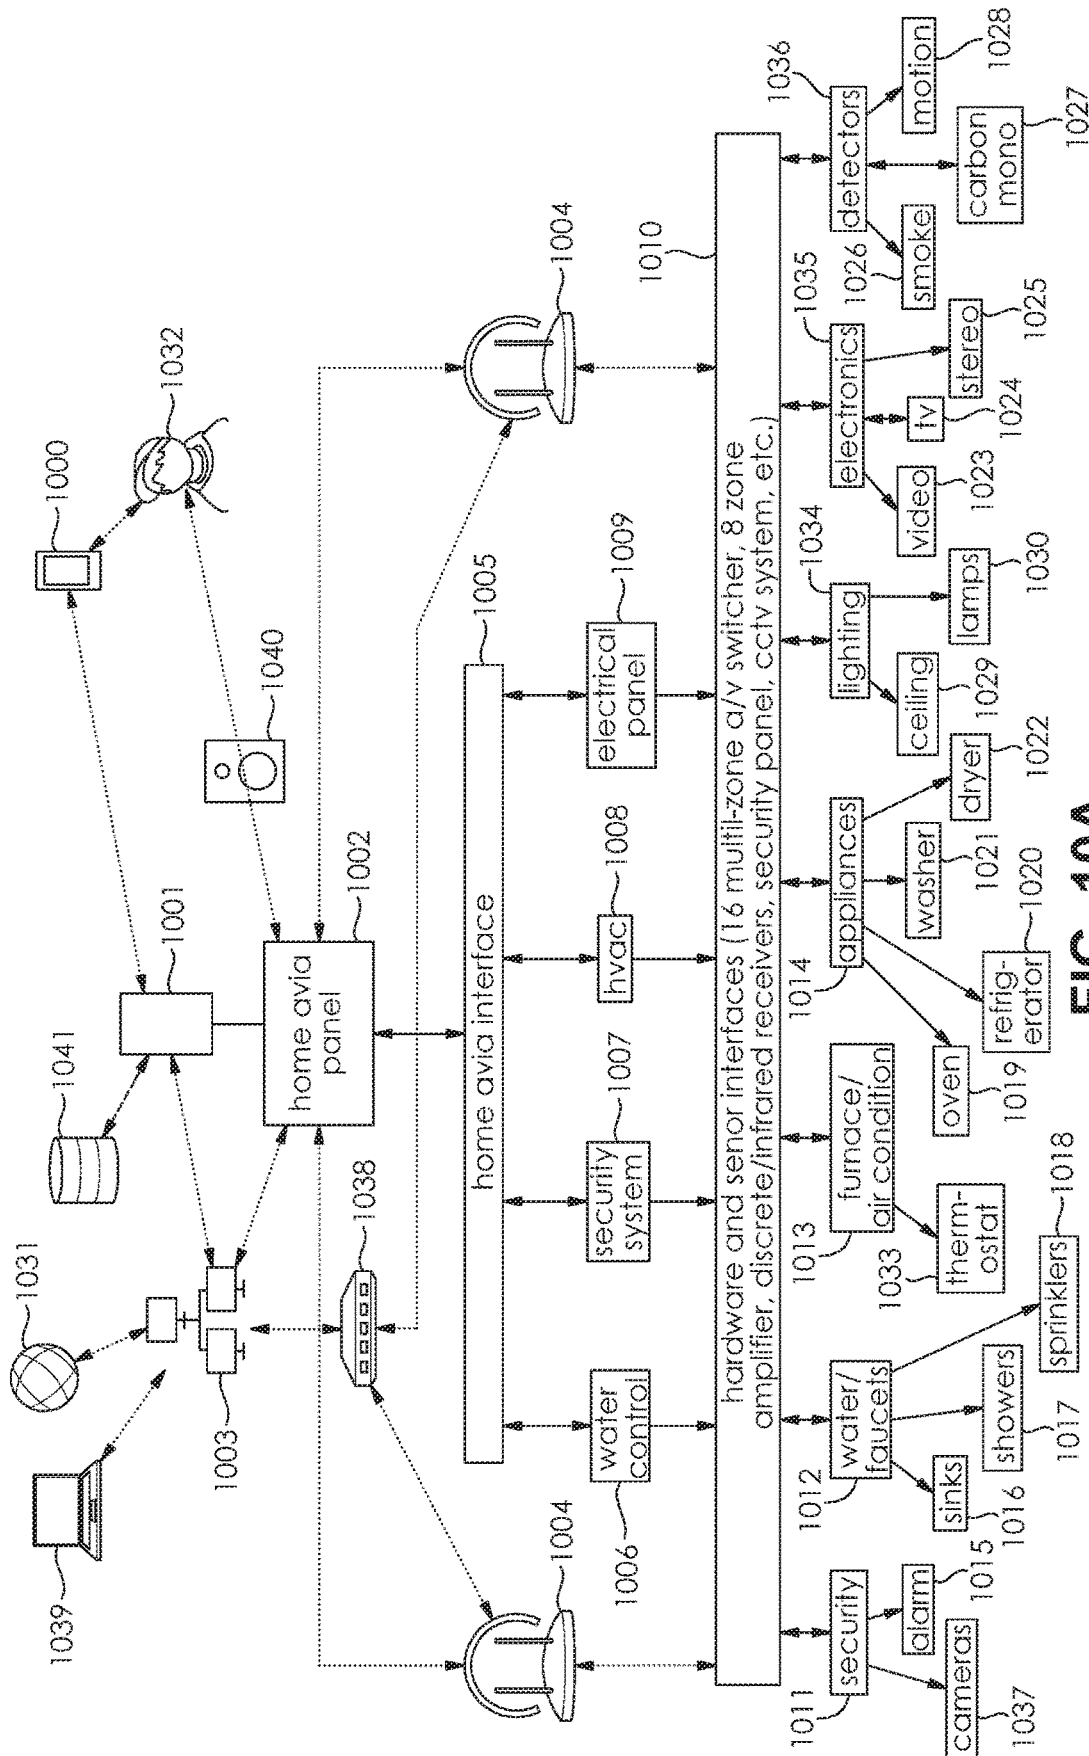 1039
1031
1003
1041
1001
1000
1032
1040
home avia
panel
1002
1038
1004
1004
home avia interface
1005
water
control
1006
security
system
1007
hvac
1008
electrical
panel
1009
1010
hardware and senor interfaces (16 multil-zone a/v switcher, 8 zone
amplifier, discrete/infrared receivers, security panel, cctv system, etc.)
1011
security
1012
water/
faucets
1013
furnace/
air condition
1014
appliances
lighting
1034
electronics
1035
detectors
1036
cameras
1037
alarm
1015
sinks
1016
showers
1017
sprinklers
1018
1033
therm-
ostat
oven
1019
refrig-
erator
1020
washer
1021
dryer
1022
ceiling
1029
lamps
1030
video
1023
tv
1024
stereo
1025
1026
smoke
carbon
mono
1027
motion
1028
FIG. 10A